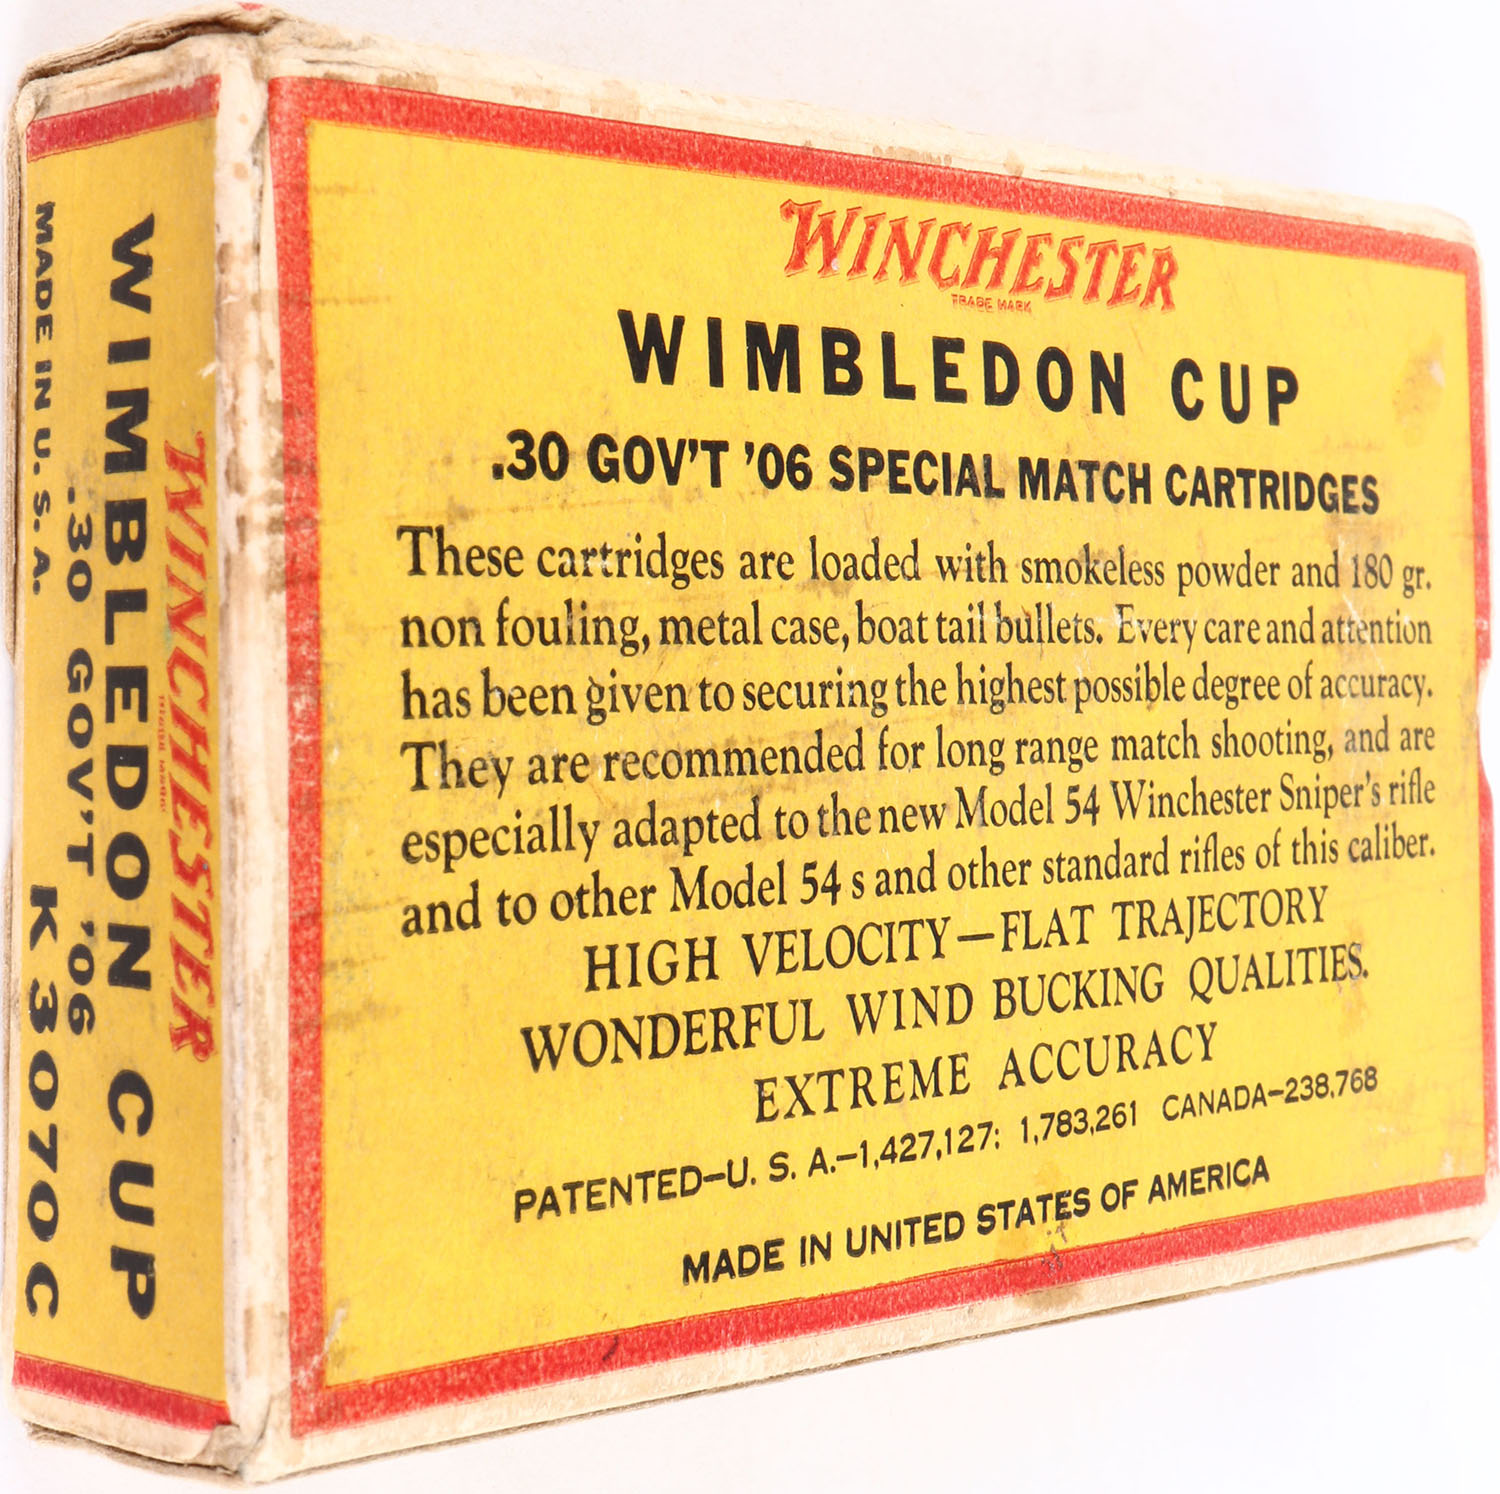 WINCHESTER
TRADE MARK
WIMBLEDON CUP
.30 GOV'T '06 SPECIAL MATCH CARTRIDGES
These cartridges are loaded with smokeless powder and 180 gr.
non fouling, metal case, boat tail bullets. Every care and attention
has been given to securing the highest possible degree of accuracy.
They are recommended for long range match shooting, and are
especially adapted to the new Model 54 Winchester Sniper's rifle
and to other Model 54 s and other standard rifles of this caliber.
HIGH VELOCITY—FLAT TRAJECTORY
WONDERFUL WIND BUCKING QUALITIES.
EXTREME ACCURACY
PATENTED—U. S. A.—1,427,127; 1,783,261 CANADA—238,768
MADE IN UNITED STATES OF AMERICA
WINCHESTER
TRADE MARK
WIMBLEDON CUP
.30 GOV'T '06
MADE IN U. S. A.
K3070C